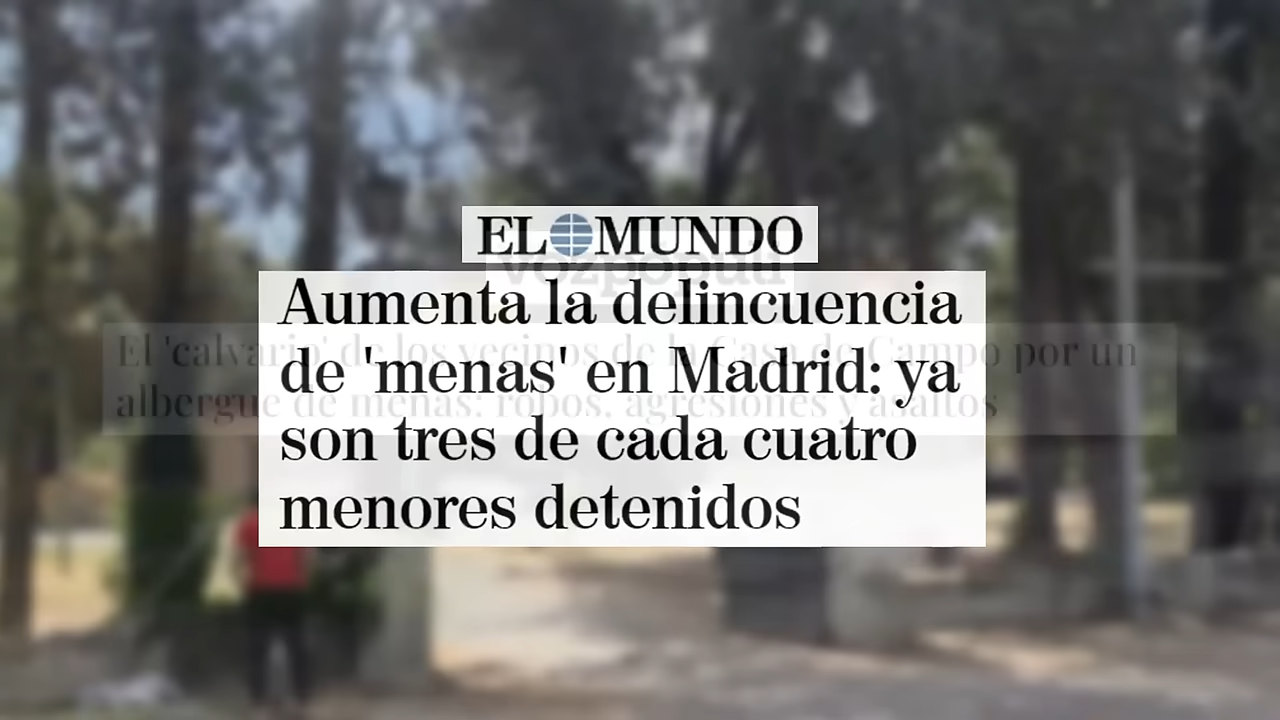 EL MUNDO
vozpópuli
Aumenta la delincuencia
de 'menas' en Madrid: ya
son tres de cada cuatro
menores detenidos
El 'calvario' de los vecinos de la Casa de Campo por un
albergue de menas: robos, agresiones y asaltos